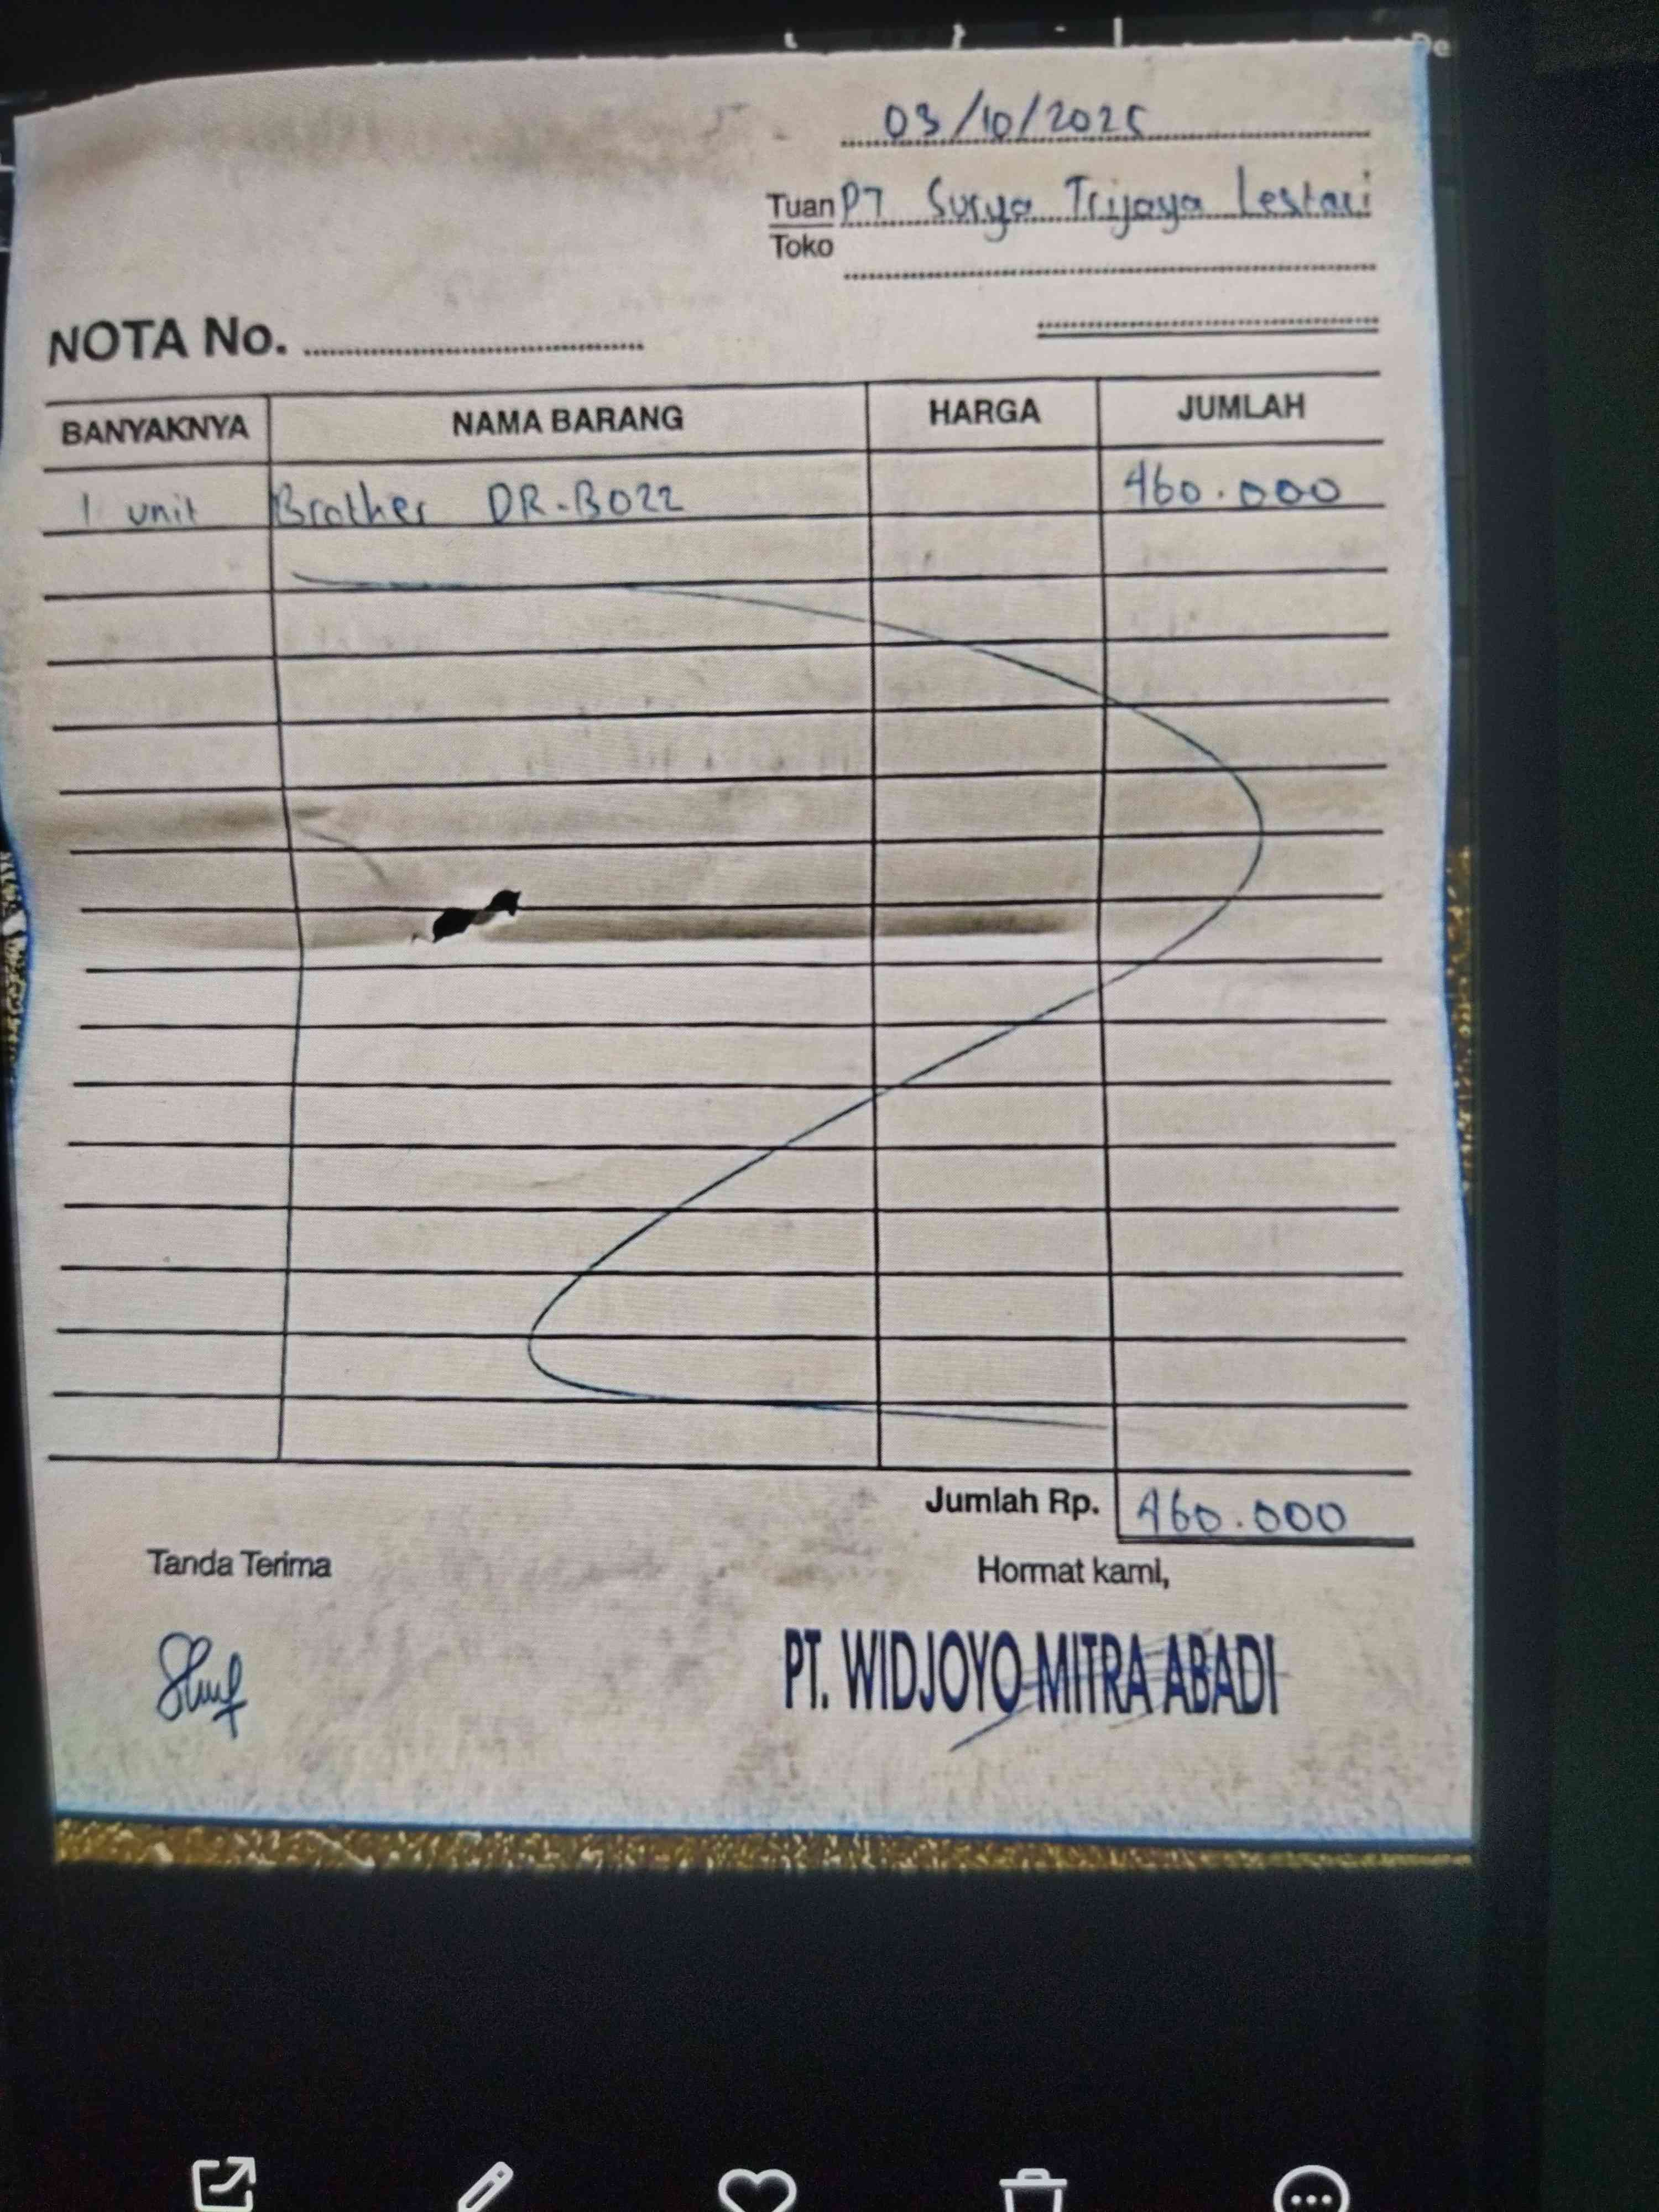 03/10/2025
Tuan PT Surya Trijaya Lestari
Toko
NOTA No.
BANYAKNYA NAMA BARANG HARGA JUMLAH
1 unit Brother DR-B022 460.000
Jumlah Rp. 460.000
Tanda Terima Hormat kami,
PT. WIDJOYO MITRA ABADI